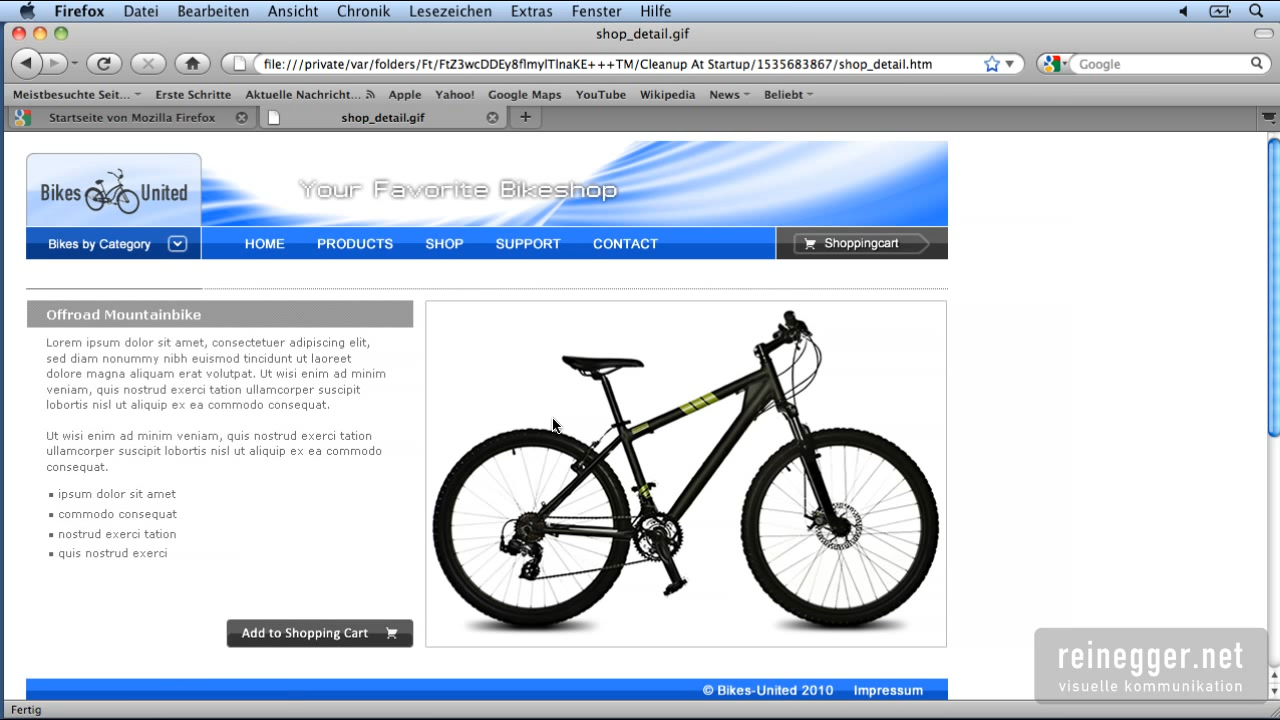 Firefox Datei Bearbeiten Ansicht Chronik Lesezeichen Extras Fenster Hilfe
shop_detail.gif
file:///private/var/folders/Ft/FtZ3wcDDEy8flmylTlnaKE+++TM/Cleanup At Startup/1535683867/shop_detail.htm
Google
Meistbesuchte Seit... Erste Schritte Aktuelle Nachricht... Apple Yahoo! Google Maps YouTube Wikipedia News Beliebt
Startseite von Mozilla Firefox shop_detail.gif
Bikes United
Your Favorite Bikeshop
Bikes by Category HOME PRODUCTS SHOP SUPPORT CONTACT Shoppingcart
Offroad Mountainbike
Lorem ipsum dolor sit amet, consectetuer adipiscing elit,
sed diam nonummy nibh euismod tincidunt ut laoreet
dolore magna aliquam erat volutpat. Ut wisi enim ad minim
veniam, quis nostrud exerci tation ullamcorper suscipit
lobortis nisl ut aliquip ex ea commodo consequat.
Ut wisi enim ad minim veniam, quis nostrud exerci tation
ullamcorper suscipit lobortis nisl ut aliquip ex ea commodo
consequat.
ipsum dolor sit amet
commodo consequat
nostrud exerci tation
quis nostrud exerci
Add to Shopping Cart
© Bikes-United 2010 Impressum
reinegger.net
visuelle kommunikation
Fertig